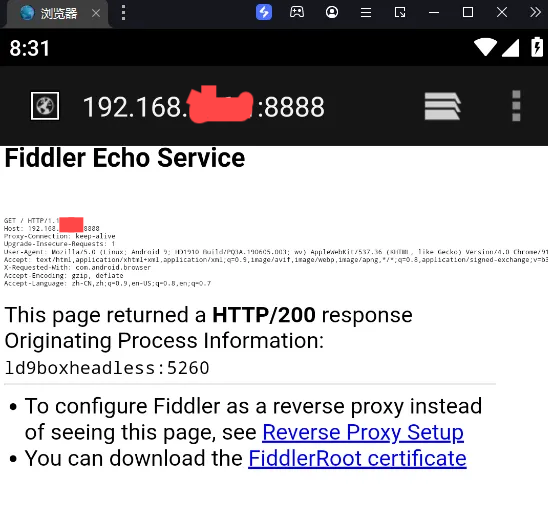 浏览器
8:31
192.168. :8888
Fiddler Echo Service
GET / HTTP/1.1
Host: 192.168. 8888
Proxy-Connection: keep-alive
Upgrade-Insecure-Requests: 1
User-Agent: Mozilla/5.0 (Linux; Android 9; HD1910 Build/PQ3A.190605.003; wv) AppleWebKit/537.36 (KHTML, like Gecko) Version/4.0 Chrome/91
Accept: text/html,application/xhtml+xml,application/xml;q=0.9,image/avif,image/webp,image/apng,*/*;q=0.8,application/signed-exchange;v=b3
X-Requested-With: com.android.browser
Accept-Encoding: gzip, deflate
Accept-Language: zh-CN,zh;q=0.9,en-US;q=0.8,en;q=0.7
This page returned a HTTP/200 response
Originating Process Information:
ld9boxheadless:5260
• To configure Fiddler as a reverse proxy instead
of seeing this page, see Reverse Proxy Setup
• You can download the FiddlerRoot certificate